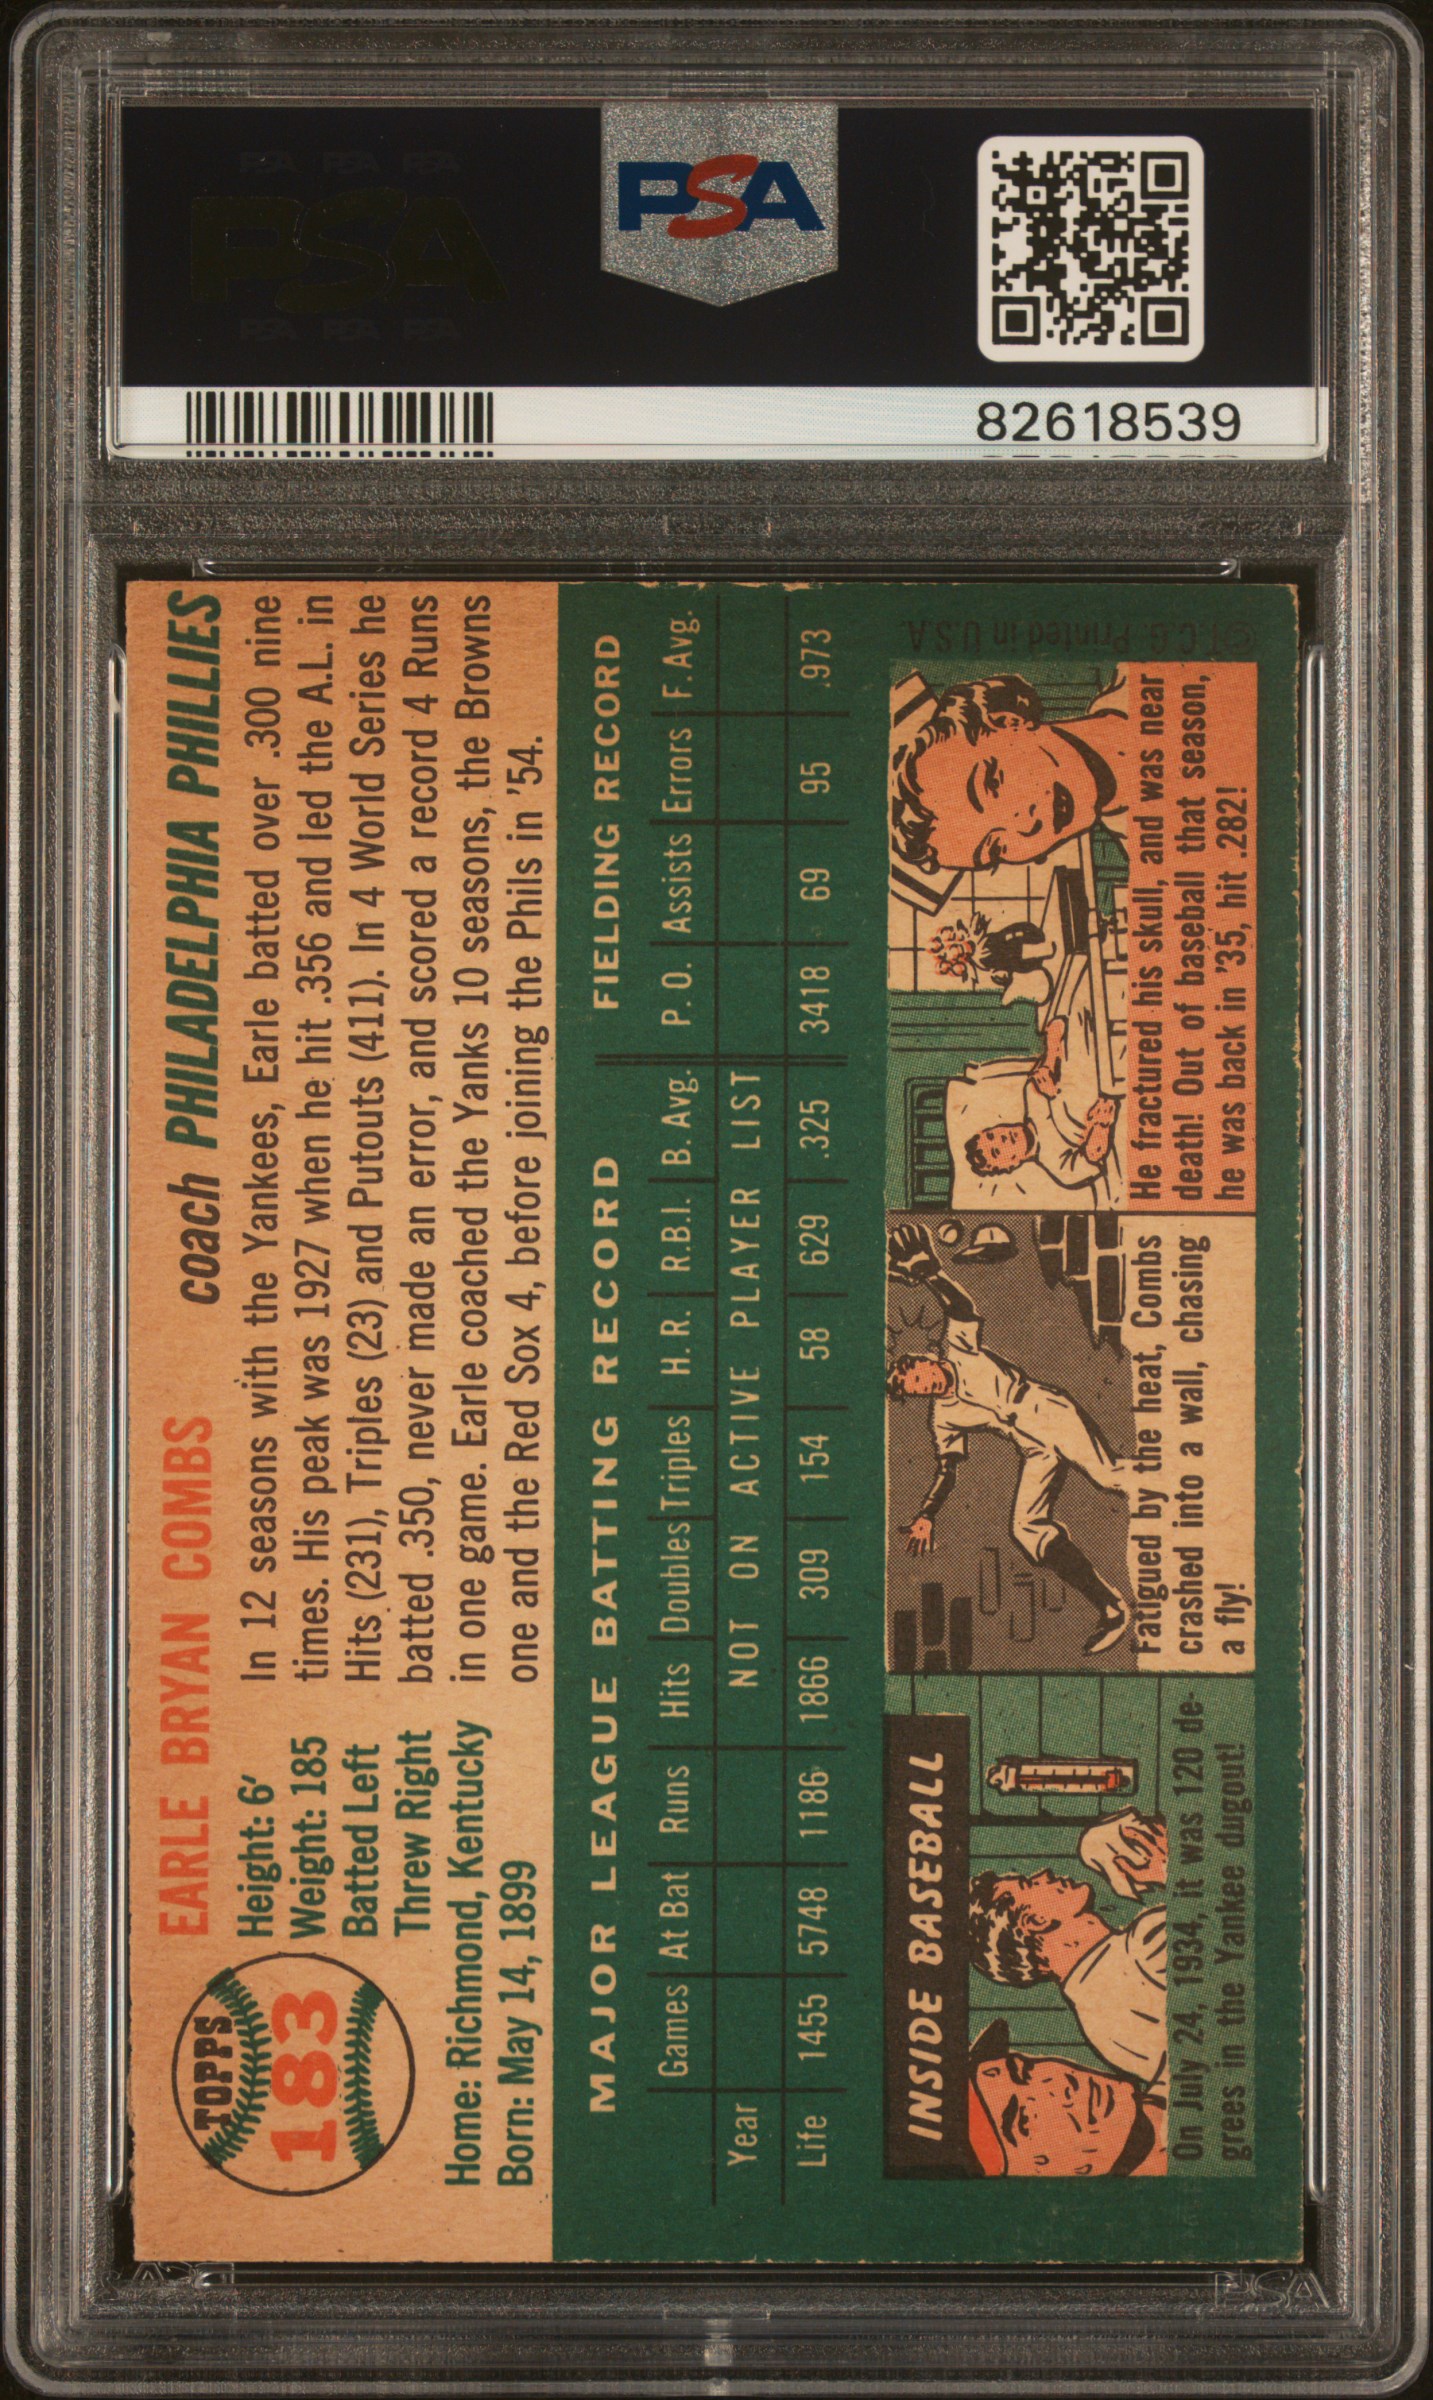 PSA PSA PSA
PSA
PSA PSA PSA
PSA
82618539
TOPPS
183
EARLE BRYAN COMBS
coach PHILADELPHIA PHILLIES
Height: 6'
Weight: 185
Batted Left
Threw Right
Home: Richmond, Kentucky
Born: May 14, 1899
In 12 seasons with the Yankees, Earle batted over .300 nine
times. His peak was 1927 when he hit .356 and led the A.L. in
Hits (231), Triples (23) and Putouts (411). In 4 World Series he
batted .350, never made an error, and scored a record 4 Runs
in one game. Earle coached the Yanks 10 seasons, the Browns
one and the Red Sox 4, before joining the Phils in '54.
MAJOR LEAGUE BATTING RECORD FIELDING RECORD
Games At Bat Runs Hits Doubles Triples H. R. R.B.I. B. Avg. P. O. Assists Errors F. Avg.
Year NOT ON ACTIVE PLAYER LIST
Life 1455 5748 1186 1866 309 154 58 629 .325 3418 69 95 .973
INSIDE BASEBALL
On July 24, 1934, it was 120 de-
grees in the Yankee dugout!
Fatigued by the heat, Combs
crashed into a wall, chasing
a fly!
He fractured his skull, and was near
death! Out of baseball that season,
he was back in '35, hit .282!
©T.C.G. Printed in U.S.A.
PSA
PSA